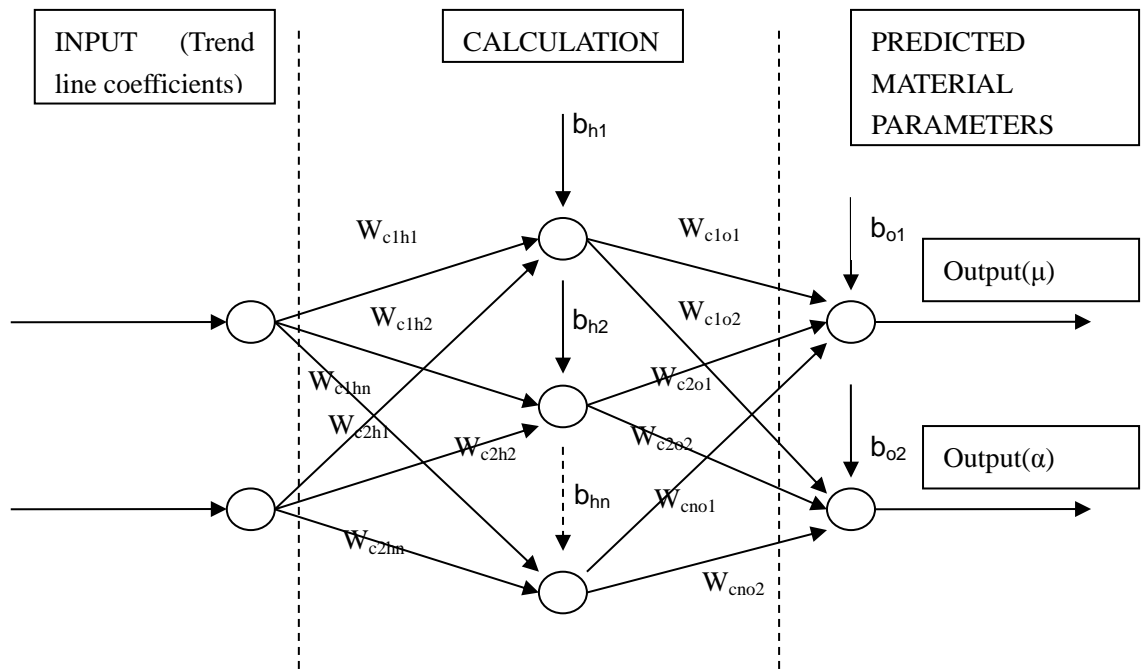 INPUT (Trend
line coefficients)
CALCULATION
PREDICTED
MATERIAL
PARAMETERS
b_h1
W_c1h1
W_c1o1
b_o1
Output(μ)
W_c1h2
b_h2
W_c1o2
W_c1hn
W_c2o1
W_c2h1
W_c2h2
W_c2o2
b_o2
Output(α)
b_hn
W_cno1
W_c2hn
W_cno2